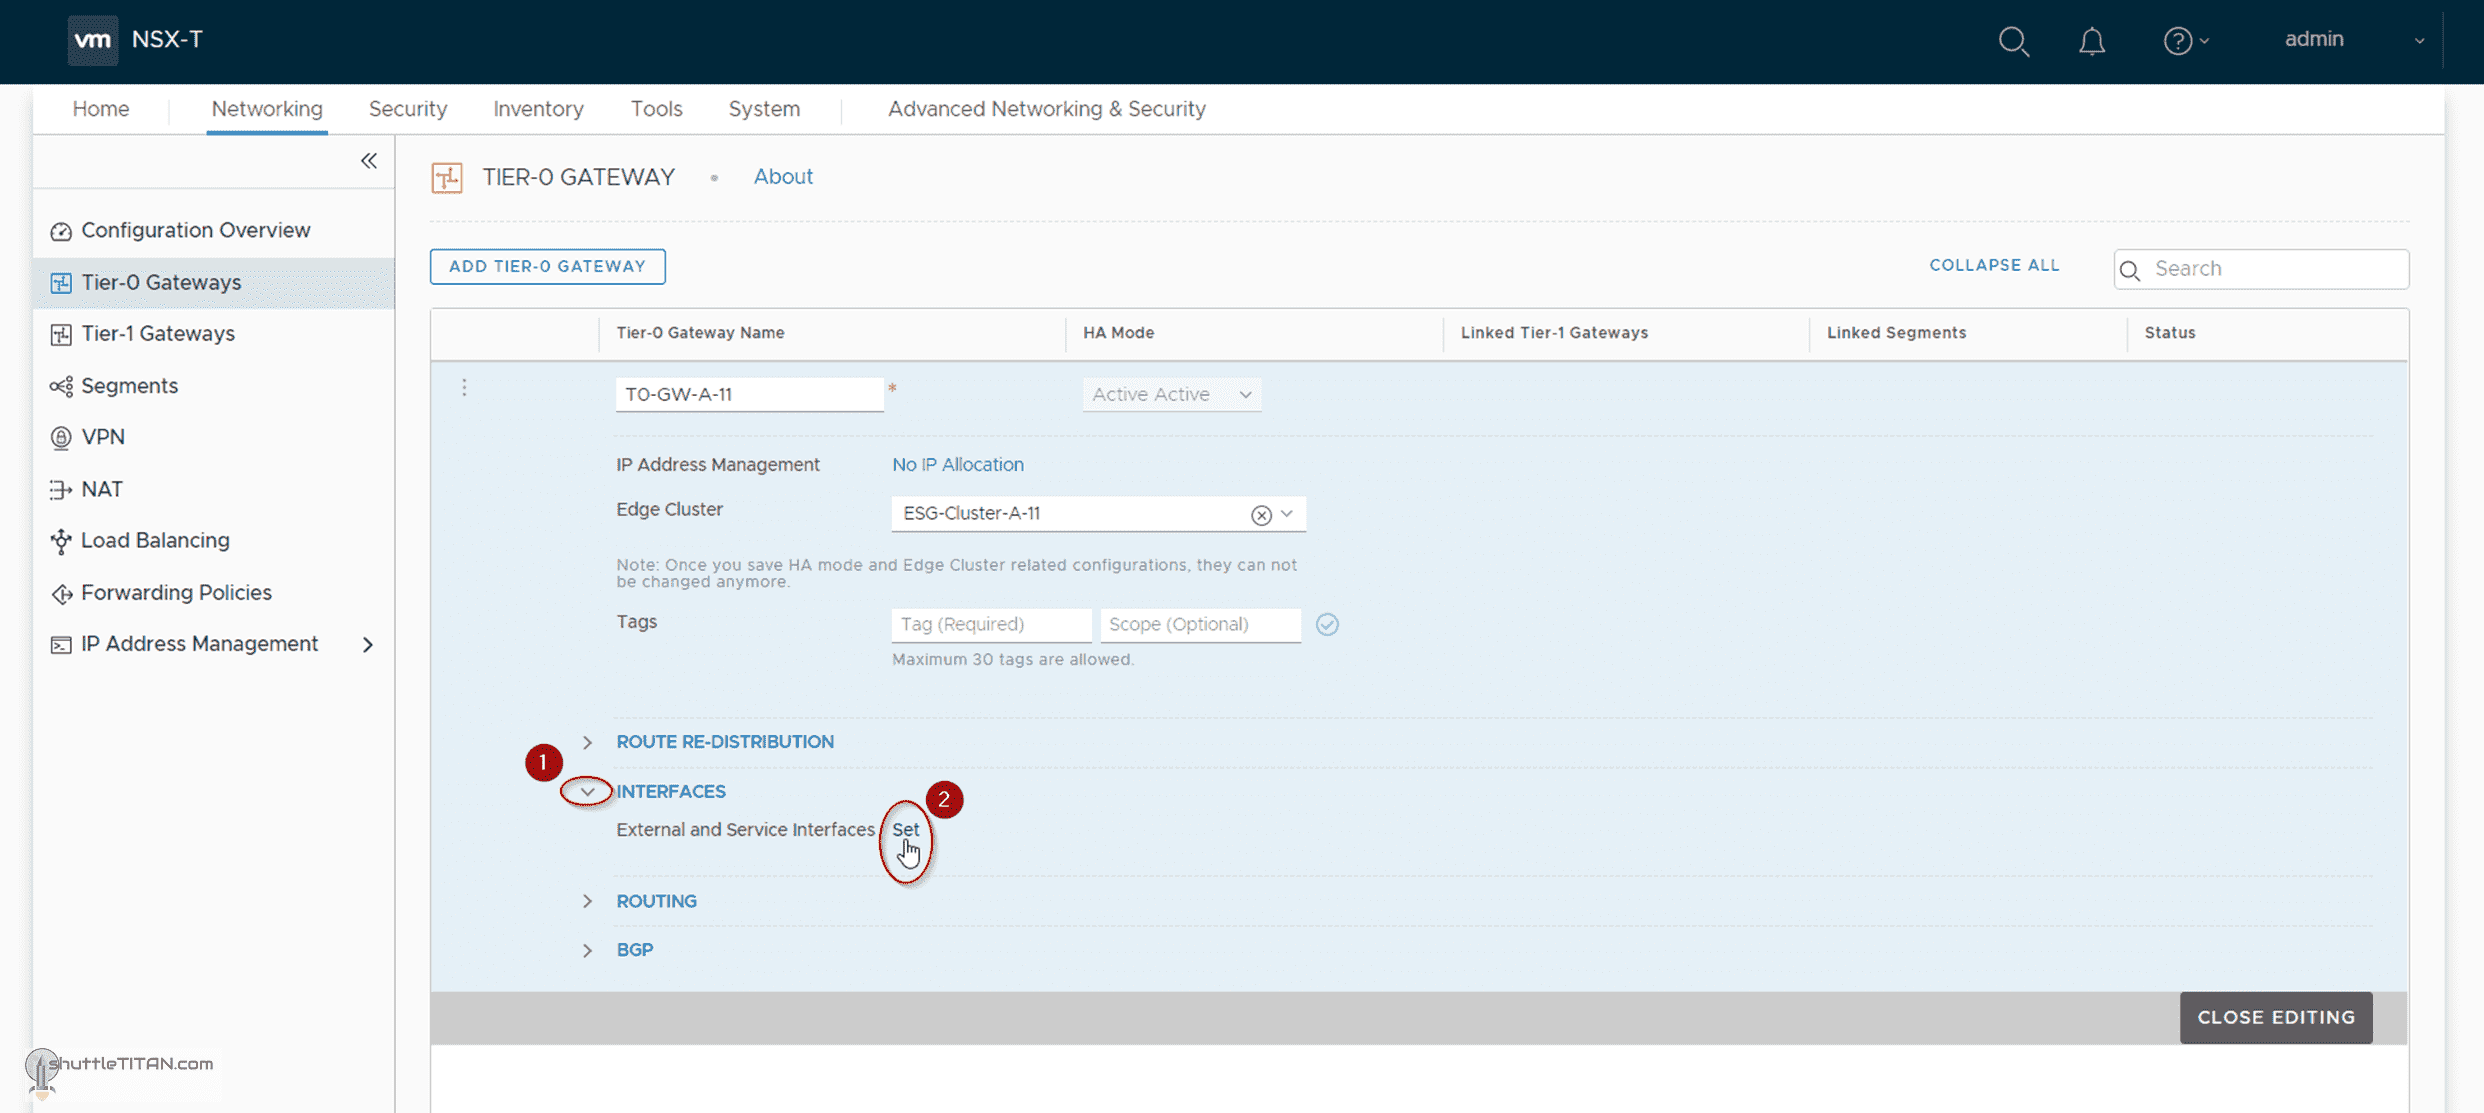 vm NSX-T admin
Home Networking Security Inventory Tools System Advanced Networking & Security
TIER-0 GATEWAY • About
Configuration Overview
Tier-0 Gateways
Tier-1 Gateways
Segments
VPN
NAT
Load Balancing
Forwarding Policies
IP Address Management
ADD TIER-0 GATEWAY COLLAPSE ALL Search
Tier-0 Gateway Name HA Mode Linked Tier-1 Gateways Linked Segments Status
T0-GW-A-11 * Active Active
IP Address Management No IP Allocation
Edge Cluster ESG-Cluster-A-11
Note: Once you save HA mode and Edge Cluster related configurations, they can not
be changed anymore.
Tags Tag (Required) Scope (Optional)
Maximum 30 tags are allowed.
ROUTE RE-DISTRIBUTION
1
INTERFACES
2
External and Service Interfaces Set
ROUTING
BGP
CLOSE EDITING
shuttleTITAN.com